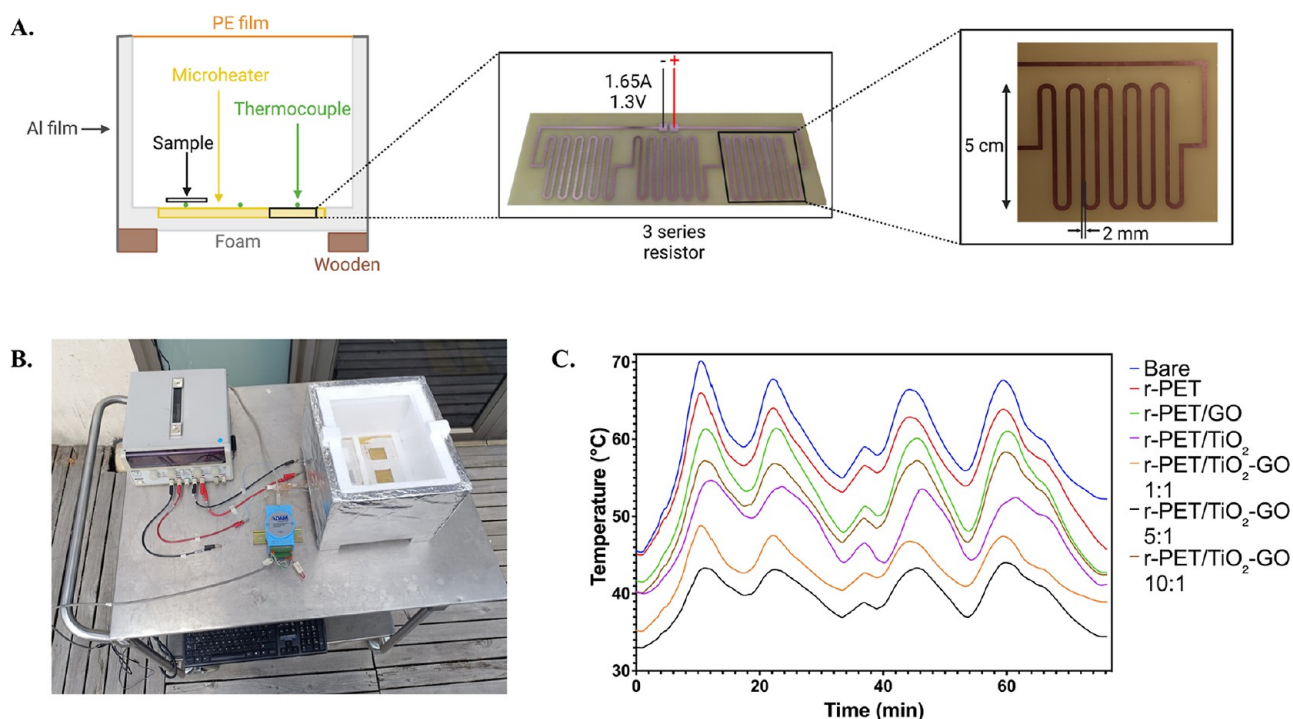 A.
PE film
Microheater
Thermocouple
Al film
Sample
Foam
Wooden
- +
1.65A
1.3V
3 series
resistor
5 cm
2 mm
B.
ADAM
C.
70
60
50
40
30
0
20
40
60
Temperature (°C)
Time (min)
Bare
r-PET
r-PET/GO
r-PET/TiO₂
r-PET/TiO₂-GO
1:1
r-PET/TiO₂-GO
5:1
r-PET/TiO₂-GO
10:1